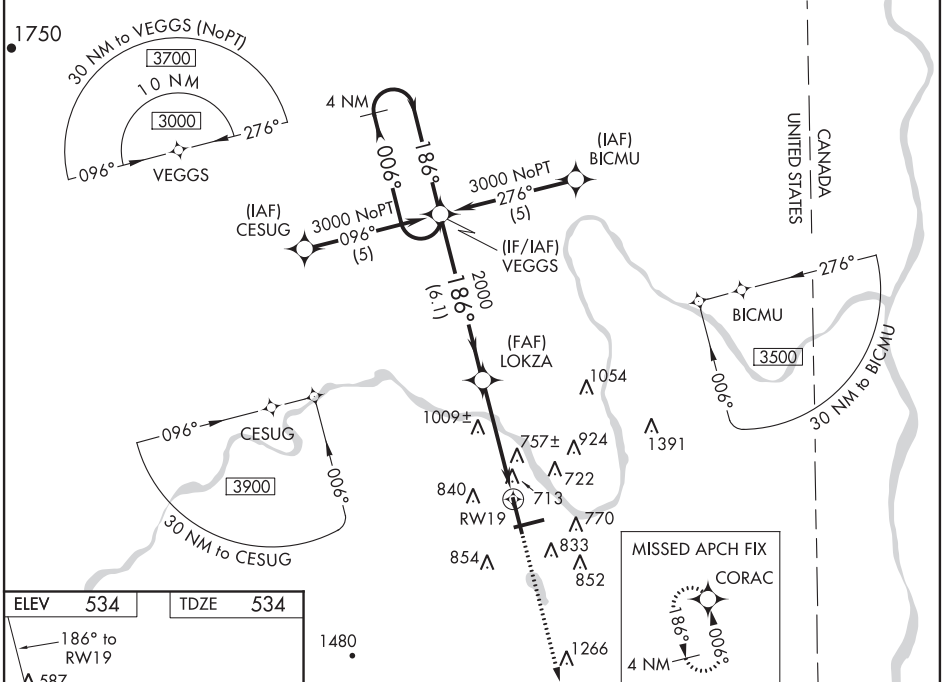 1750
30 NM to VEGGS (NoPT)
3700
10 NM
3000
096°
276°
VEGGS
4 NM
006°
186°
(IAF)
BICMU
3000 NoPT
276°
(5)
(IAF)
CESUG
3000 NoPT
096°
(5)
(IF/IAF)
VEGGS
2000
186°
(6.1)
UNITED STATES
CANADA
276°
BICMU
3500
006°
30 NM to BICMU
(FAF)
LOKZA
1054
1009±
757±
924
1391
722
713
840
RW19
770
833
854
852
096°
CESUG
3900
006°
30 NM to CESUG
MISSED APCH FIX
CORAC
186°
006°
4 NM
1266
1480
ELEV 534
TDZE 534
186° to
RW19
587